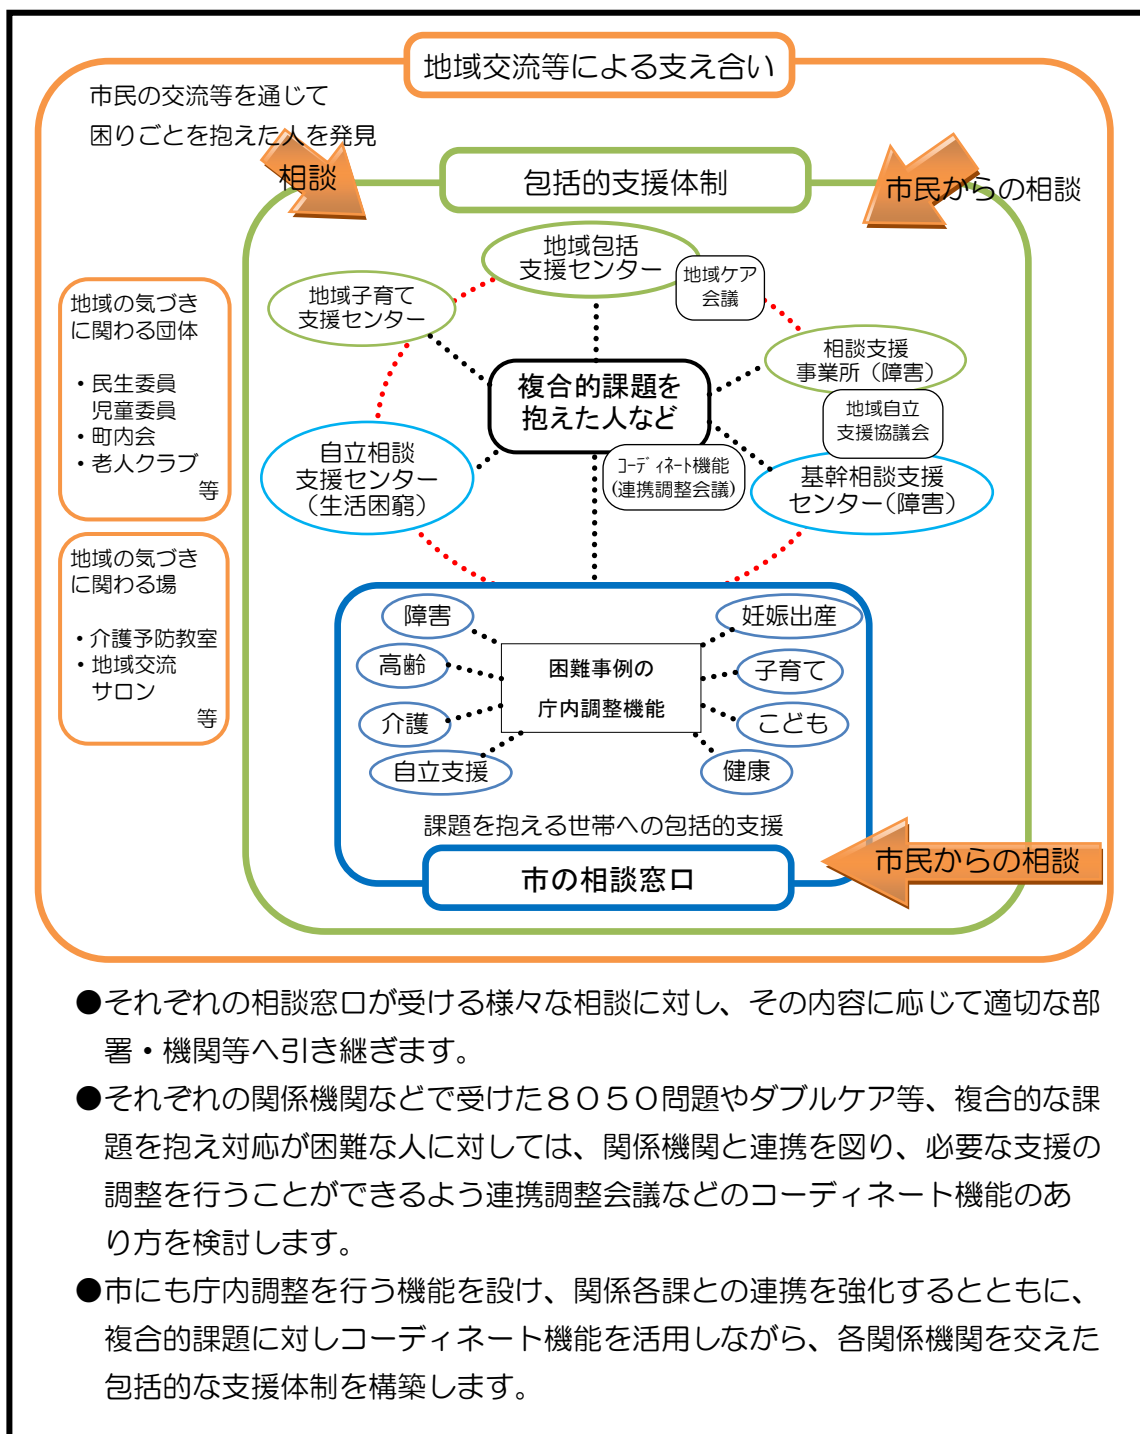 地域交流等による支え合い
市民の交流等を通じて
困りごとを抱えた人を発見
相談
包括的支援体制
市民からの相談
地域包括
支援センター
地域ケア
会議
地域子育て
支援センター
相談支援
事業所（障害）
地域自立
支援協議会
複合的課題を
抱えた人など
ｺｰﾃﾞｨﾈｰﾄ機能
(連携調整会議)
自立相談
支援センター
（生活困窮）
基幹相談支援
センター(障害)
地域の気づき
に関わる団体
・民生委員
児童委員
・町内会
・老人クラブ
等
地域の気づき
に関わる場
・介護予防教室
・地域交流
サロン
等
障害
高齢
介護
自立支援
困難事例の
庁内調整機能
妊娠出産
子育て
こども
健康
課題を抱える世帯への包括的支援
市の相談窓口
市民からの相談
●それぞれの相談窓口が受ける様々な相談に対し、その内容に応じて適切な部
署・機関等へ引き継ぎます。
●それぞれの関係機関などで受けた８０５０問題やダブルケア等、複合的な課
題を抱え対応が困難な人に対しては、関係機関と連携を図り、必要な支援の
調整を行うことができるよう連携調整会議などのコーディネート機能のあ
り方を検討します。
●市にも庁内調整を行う機能を設け、関係各課との連携を強化するとともに、
複合的課題に対しコーディネート機能を活用しながら、各関係機関を交えた
包括的な支援体制を構築します。